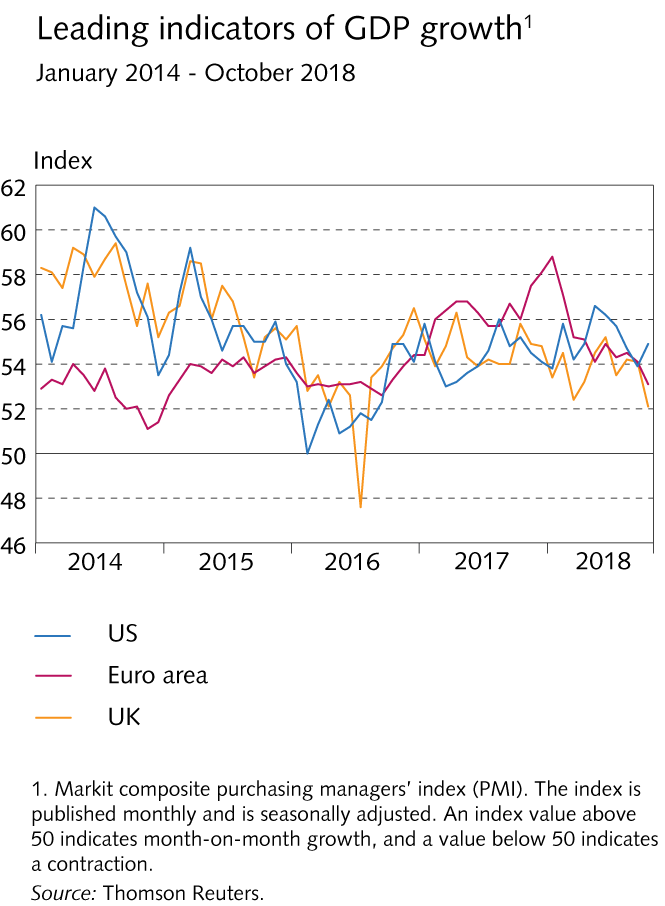 Leading indicators of GDP growth1
January 2014 - October 2018
Index
62
60
58
56
54
52
50
48
46
2014 2015 2016 2017 2018
US
Euro area
UK
1. Markit composite purchasing managers’ index (PMI). The index is
published monthly and is seasonally adjusted. An index value above
50 indicates month-on-month growth, and a value below 50 indicates
a contraction.
Source: Thomson Reuters.